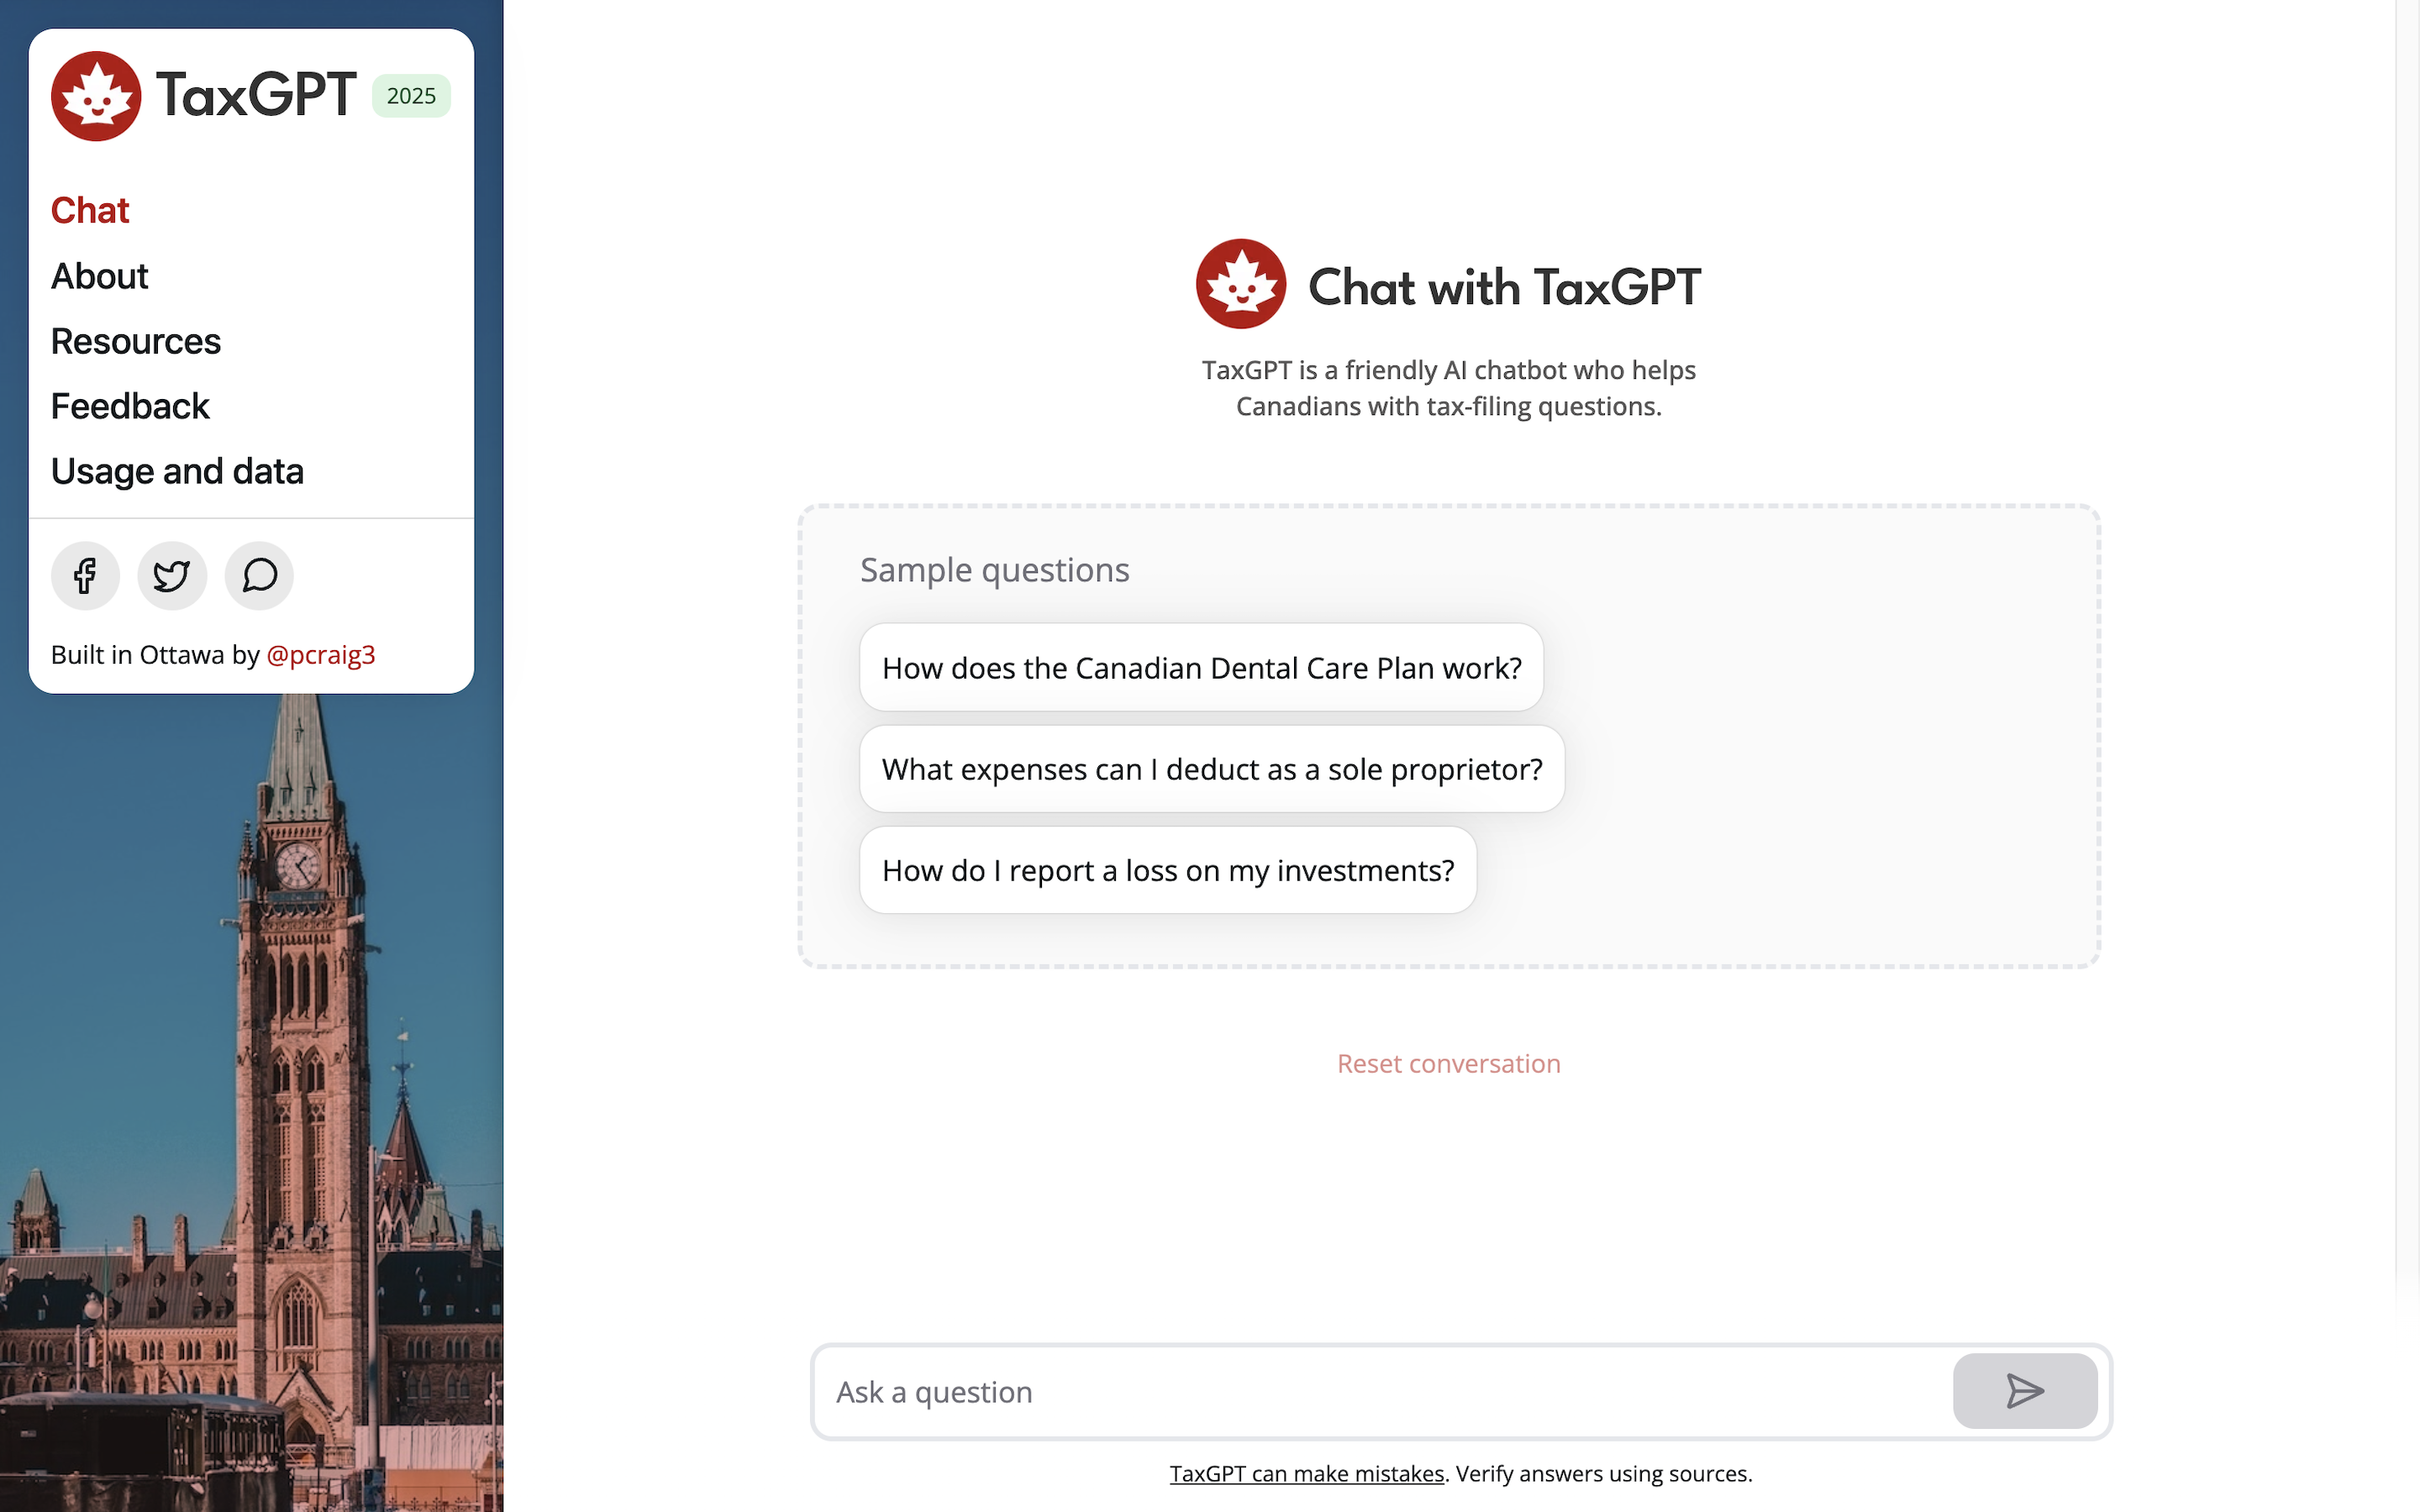 TaxGPT 2025
Chat
About
Resources
Feedback
Usage and data
Built in Ottawa by @pcraig3
Chat with TaxGPT
TaxGPT is a friendly AI chatbot who helps
Canadians with tax-filing questions.
Sample questions
How does the Canadian Dental Care Plan work?
What expenses can I deduct as a sole proprietor?
How do I report a loss on my investments?
Reset conversation
Ask a question
TaxGPT can make mistakes. Verify answers using sources.